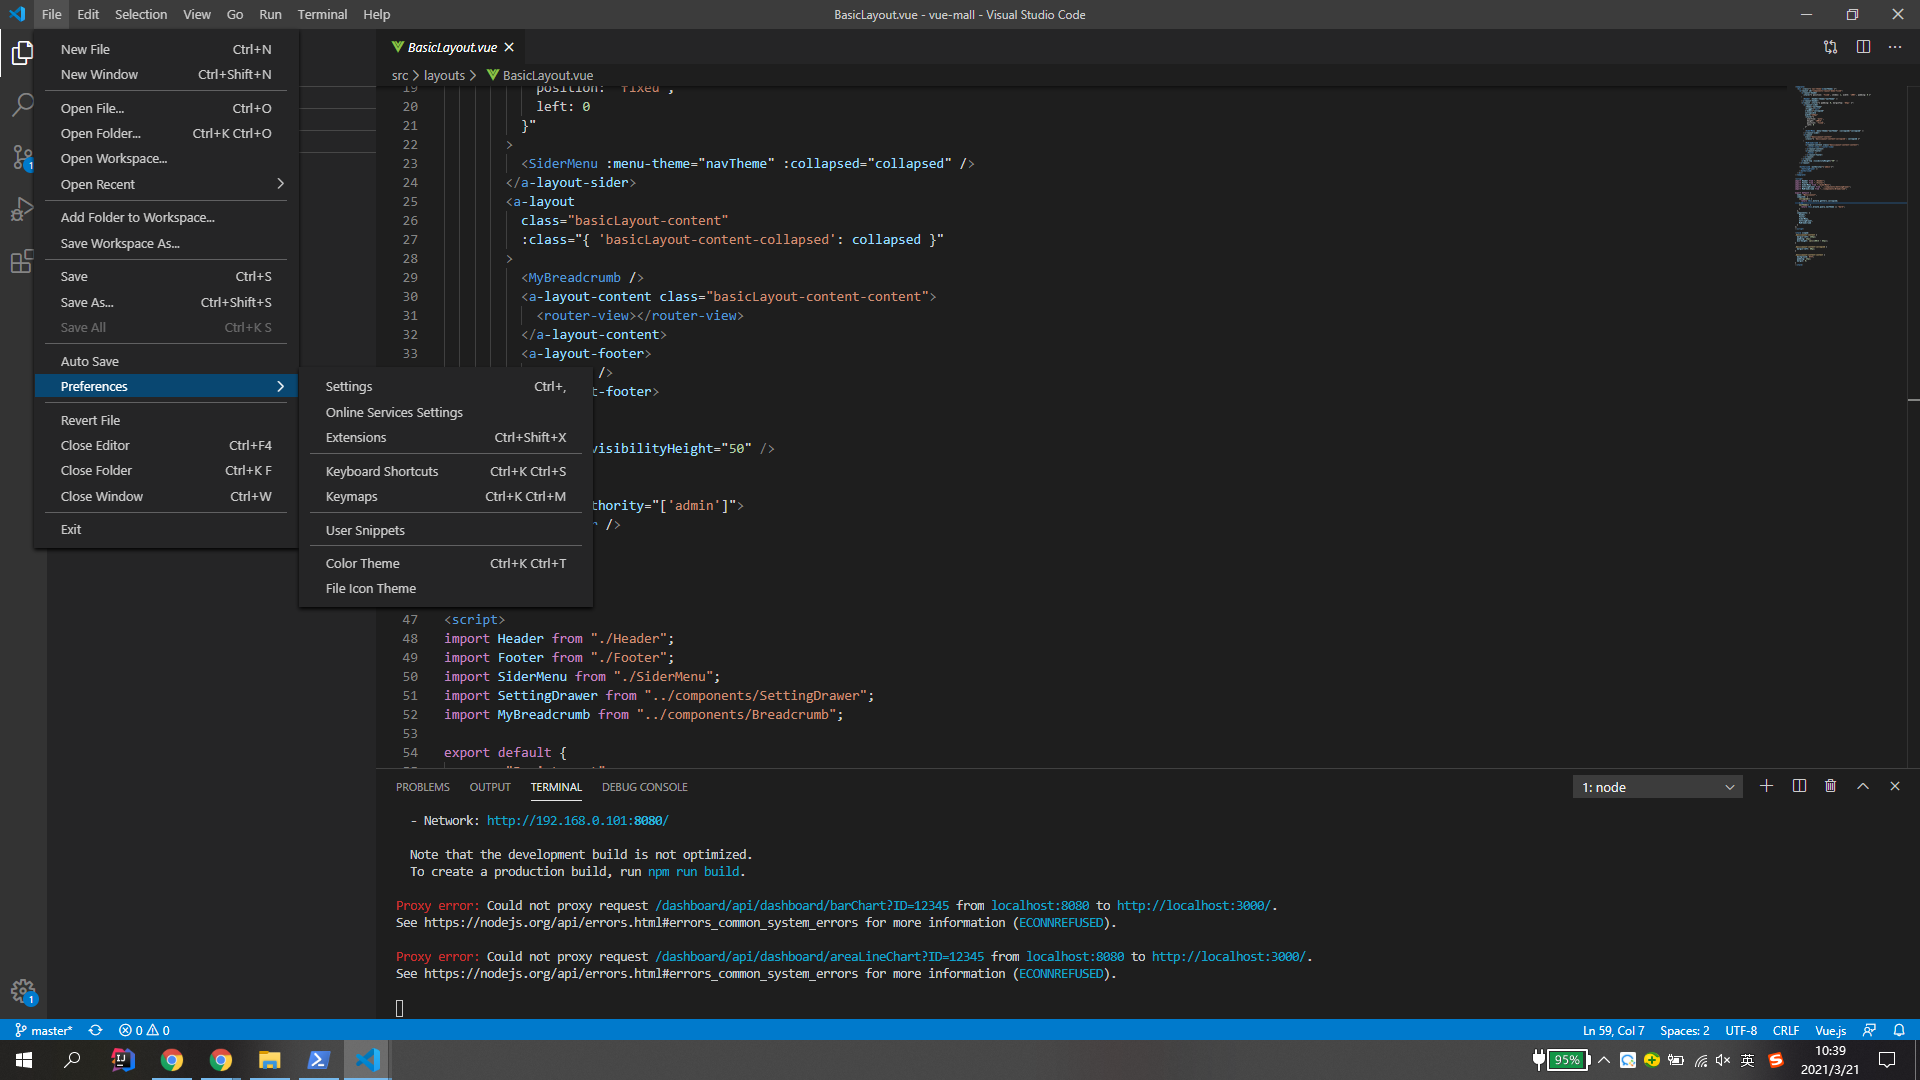 File Edit Selection View Go Run Terminal Help
BasicLayout.vue - vue-mall - Visual Studio Code
New File Ctrl+N
New Window Ctrl+Shift+N
Open File... Ctrl+O
Open Folder... Ctrl+K Ctrl+O
Open Workspace...
Open Recent
Add Folder to Workspace...
Save Workspace As...
Save Ctrl+S
Save As... Ctrl+Shift+S
Save All Ctrl+K S
Auto Save
Preferences
Revert File
Close Editor Ctrl+F4
Close Folder Ctrl+K F
Close Window Ctrl+W
Exit
Settings Ctrl+,
Online Services Settings
Extensions Ctrl+Shift+X
Keyboard Shortcuts Ctrl+K Ctrl+S
Keymaps Ctrl+K Ctrl+M
User Snippets
Color Theme Ctrl+K Ctrl+T
File Icon Theme
1
1
BasicLayout.vue
src > layouts > BasicLayout.vue
19 position: 'fixed',
20 left: 0
21 }"
22 >
23 <SiderMenu :menu-theme="navTheme" :collapsed="collapsed" />
24 </a-layout-sider>
25 <a-layout
26 class="basicLayout-content"
27 :class="{ 'basicLayout-content-collapsed': collapsed }"
28 >
29 <MyBreadcrumb />
30 <a-layout-content class="basicLayout-content-content">
31 <router-view></router-view>
32 </a-layout-content>
33 <a-layout-footer>
/>
t-footer>
visibilityHeight="50" />
thority="['admin']">
r />
47 <script>
48 import Header from "./Header";
49 import Footer from "./Footer";
50 import SiderMenu from "./SiderMenu";
51 import SettingDrawer from "../components/SettingDrawer";
52 import MyBreadcrumb from "../components/Breadcrumb";
53
54 export default {
PROBLEMS OUTPUT TERMINAL DEBUG CONSOLE
1: node
- Network: http://192.168.0.101:8080/
Note that the development build is not optimized.
To create a production build, run npm run build.
Proxy error: Could not proxy request /dashboard/api/dashboard/barChart?ID=12345 from localhost:8080 to http://localhost:3000/.
See https://nodejs.org/api/errors.html#errors_common_system_errors for more information (ECONNREFUSED).
Proxy error: Could not proxy request /dashboard/api/dashboard/areaLineChart?ID=12345 from localhost:8080 to http://localhost:3000/.
See https://nodejs.org/api/errors.html#errors_common_system_errors for more information (ECONNREFUSED).
master* 0 0
Ln 59, Col 7 Spaces: 2 UTF-8 CRLF Vue.js
95%
英
10:39
2021/3/21